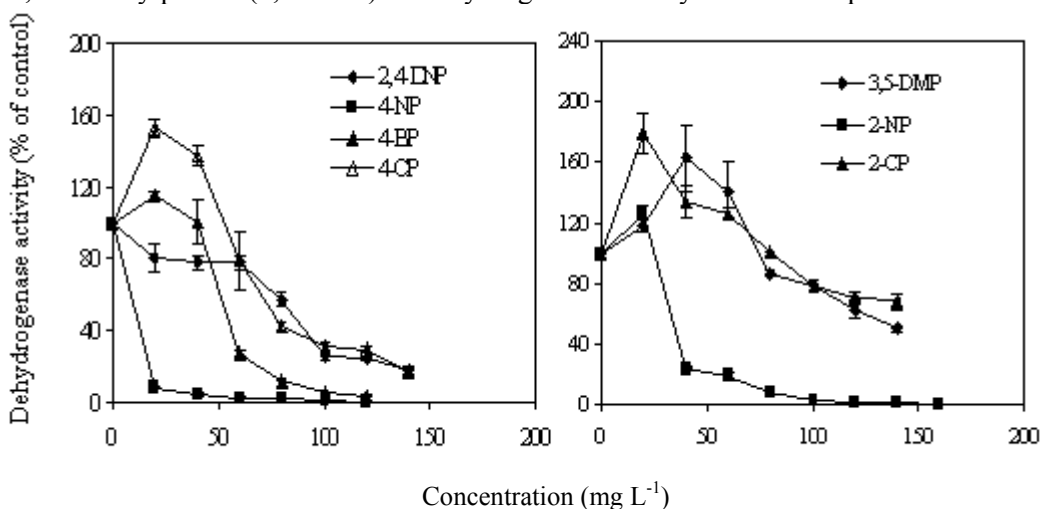 Dehydrogenase activity (% of control)
200
160
120
80
40
0
0
50
100
150
200
2,4-DNP
4-NP
4-BP
4-CP
240
200
160
120
80
40
0
0
50
100
150
200
3,5-DMP
2-NP
2-CP
Concentration (mg L⁻¹)